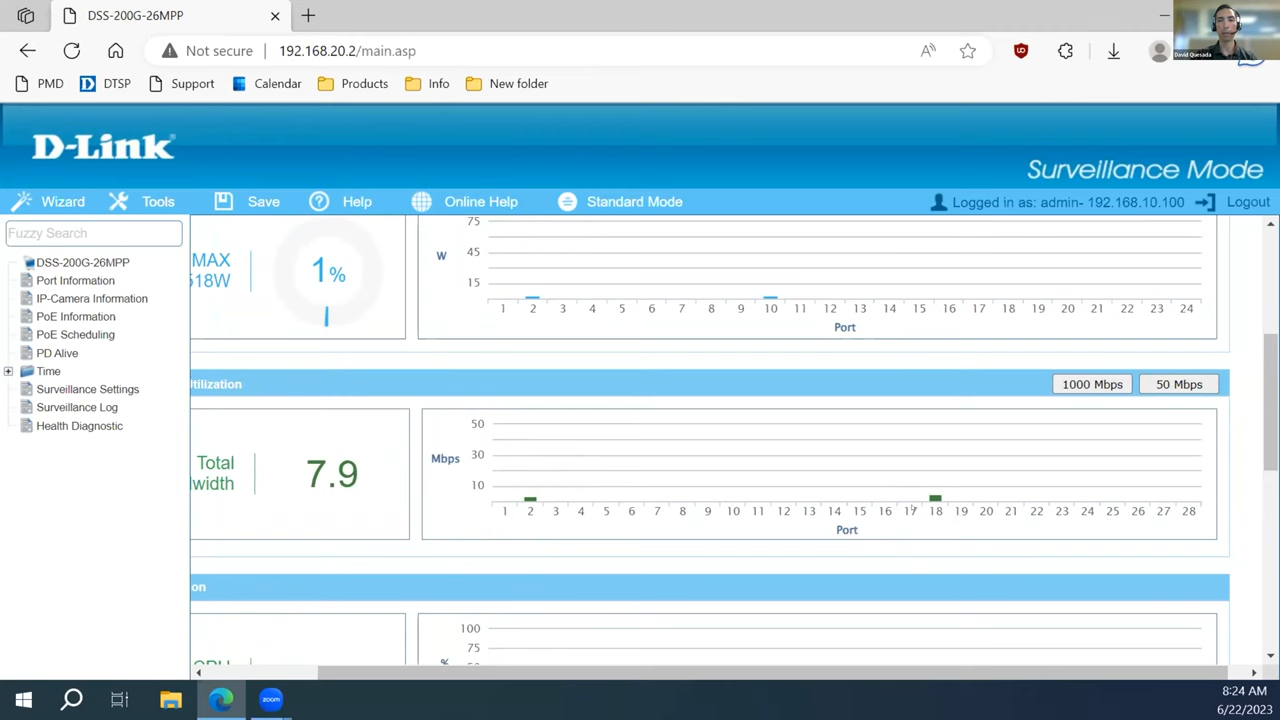 DSS-200G-26MPP
Not secure 192.168.20.2/main.asp
David Quesada
PMD DTSP Support Calendar Products Info New folder
D-Link
Surveillance Mode
Wizard Tools Save Help Online Help Standard Mode Logged in as: admin- 192.168.10.100 Logout
Fuzzy Search
DSS-200G-26MPP
Port Information
IP-Camera Information
PoE Information
PoE Scheduling
PD Alive
Time
Surveillance Settings
Surveillance Log
Health Diagnostic
MAX
518W
1%
75
W
45
15
1 2 3 4 5 6 7 8 9 10 11 12 13 14 15 16 17 18 19 20 21 22 23 24
Port
Utilization 1000 Mbps 50 Mbps
Total
width
7.9
50
Mbps
30
10
1 2 3 4 5 6 7 8 9 10 11 12 13 14 15 16 17 18 19 20 21 22 23 24 25 26 27 28
Port
on
CPU
100
75
%
zoom
8:24 AM
6/22/2023